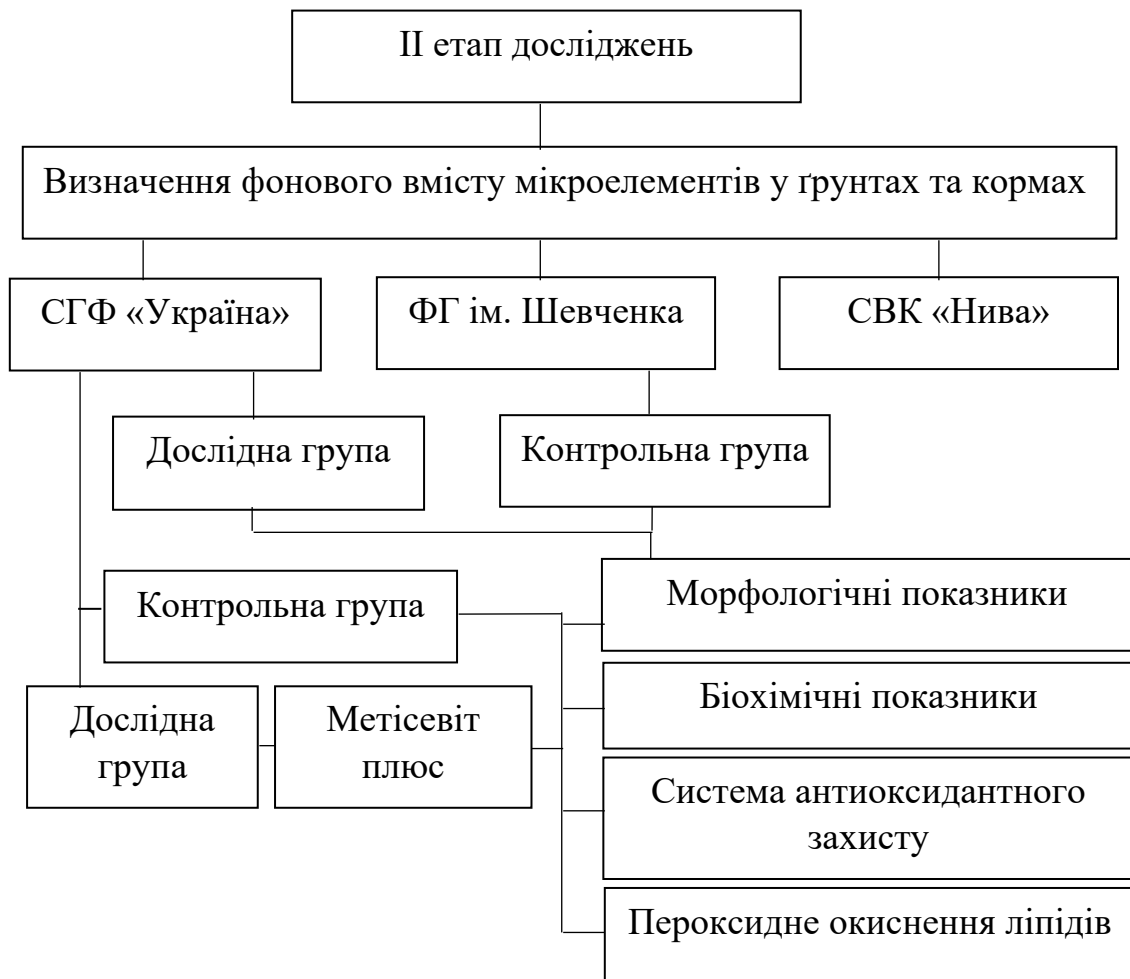 ІІ етап досліджень
Визначення фонового вмісту мікроелементів у ґрунтах та кормах
СГФ «Україна»
ФГ ім. Шевченка
СВК «Нива»
Дослідна група
Контрольна група
Контрольна група
Морфологічні показники
Дослідна
група
Метісевіт
плюс
Біохімічні показники
Система антиоксидантного
захисту
Пероксидне окиснення ліпідів